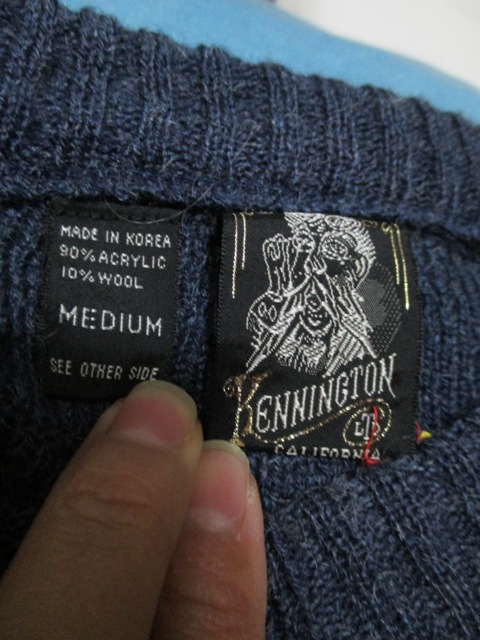 MADE IN KOREA
90% ACRYLIC
10% WOOL
MEDIUM
SEE OTHER SIDE
KENNINGTON
LTD
CALIFORNIA